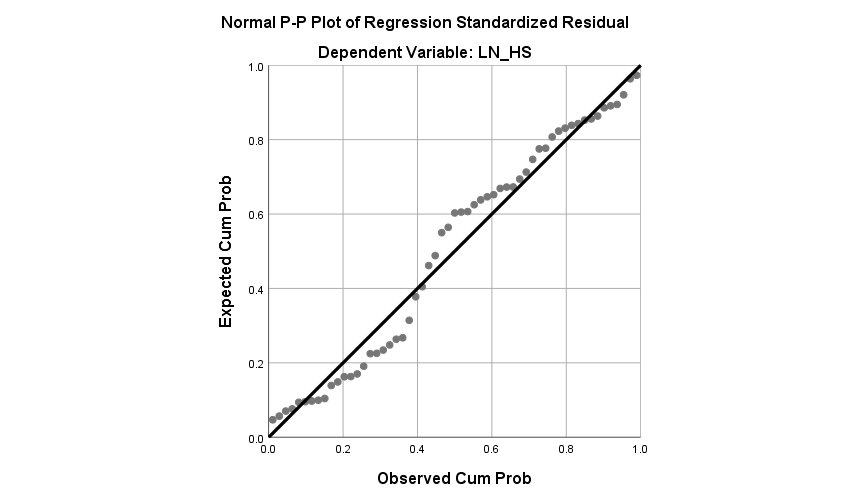 Normal P-P Plot of Regression Standardized Residual
Dependent Variable: LN_HS
1.0
0.8
0.6
0.4
0.2
0.0
Expected Cum Prob
0.0 0.2 0.4 0.6 0.8 1.0
Observed Cum Prob